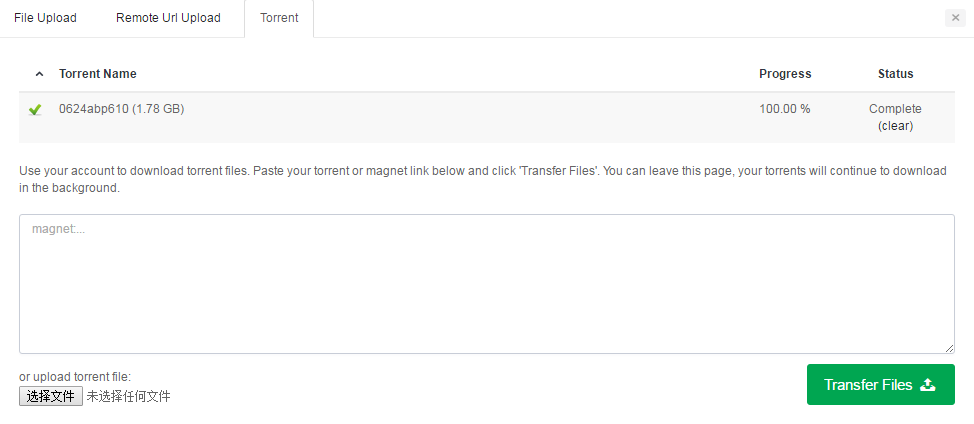 File Upload Remote Url Upload Torrent ×
Torrent Name Progress Status
0624abp610 (1.78 GB) 100.00 % Complete
(clear)
Use your account to download torrent files. Paste your torrent or magnet link below and click 'Transfer Files'. You can leave this page, your torrents will continue to download
in the background.
magnet:...
or upload torrent file:
选择文件 未选择任何文件
Transfer Files